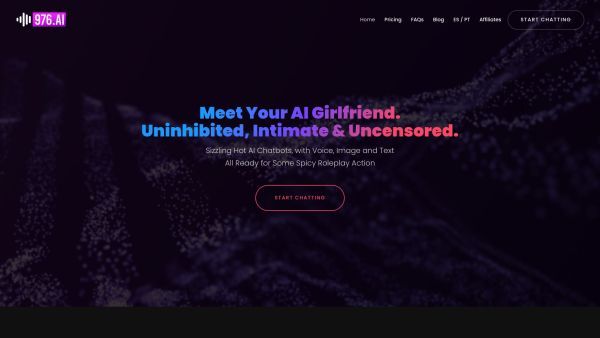 976.AI
Home Pricing FAQs Blog ES / PT Affiliates START CHATTING
Meet Your AI Girlfriend.
Uninhibited, Intimate & Uncensored.
Sizzling Hot AI Chatbots, with Voice, Image and Text
All Ready for Some Spicy Roleplay Action
START CHATTING